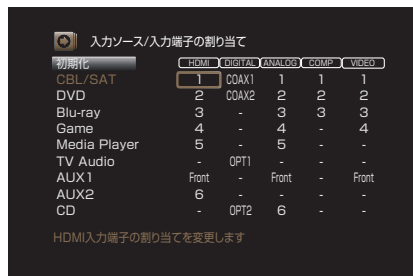 入力ソース/入力端子の割り当て
初期化 HDMI DIGITAL ANALOG COMP VIDEO
CBL/SAT 1 COAX1 1 1 1
DVD 2 COAX2 2 2 2
Blu-ray 3 - 3 3 3
Game 4 - 4 - 4
Media Player 5 - 5 - -
TV Audio - OPT1 - - -
AUX1 Front - Front - Front
AUX2 6 - - - -
CD - OPT2 6 - -
HDMI入力端子の割り当てを変更します